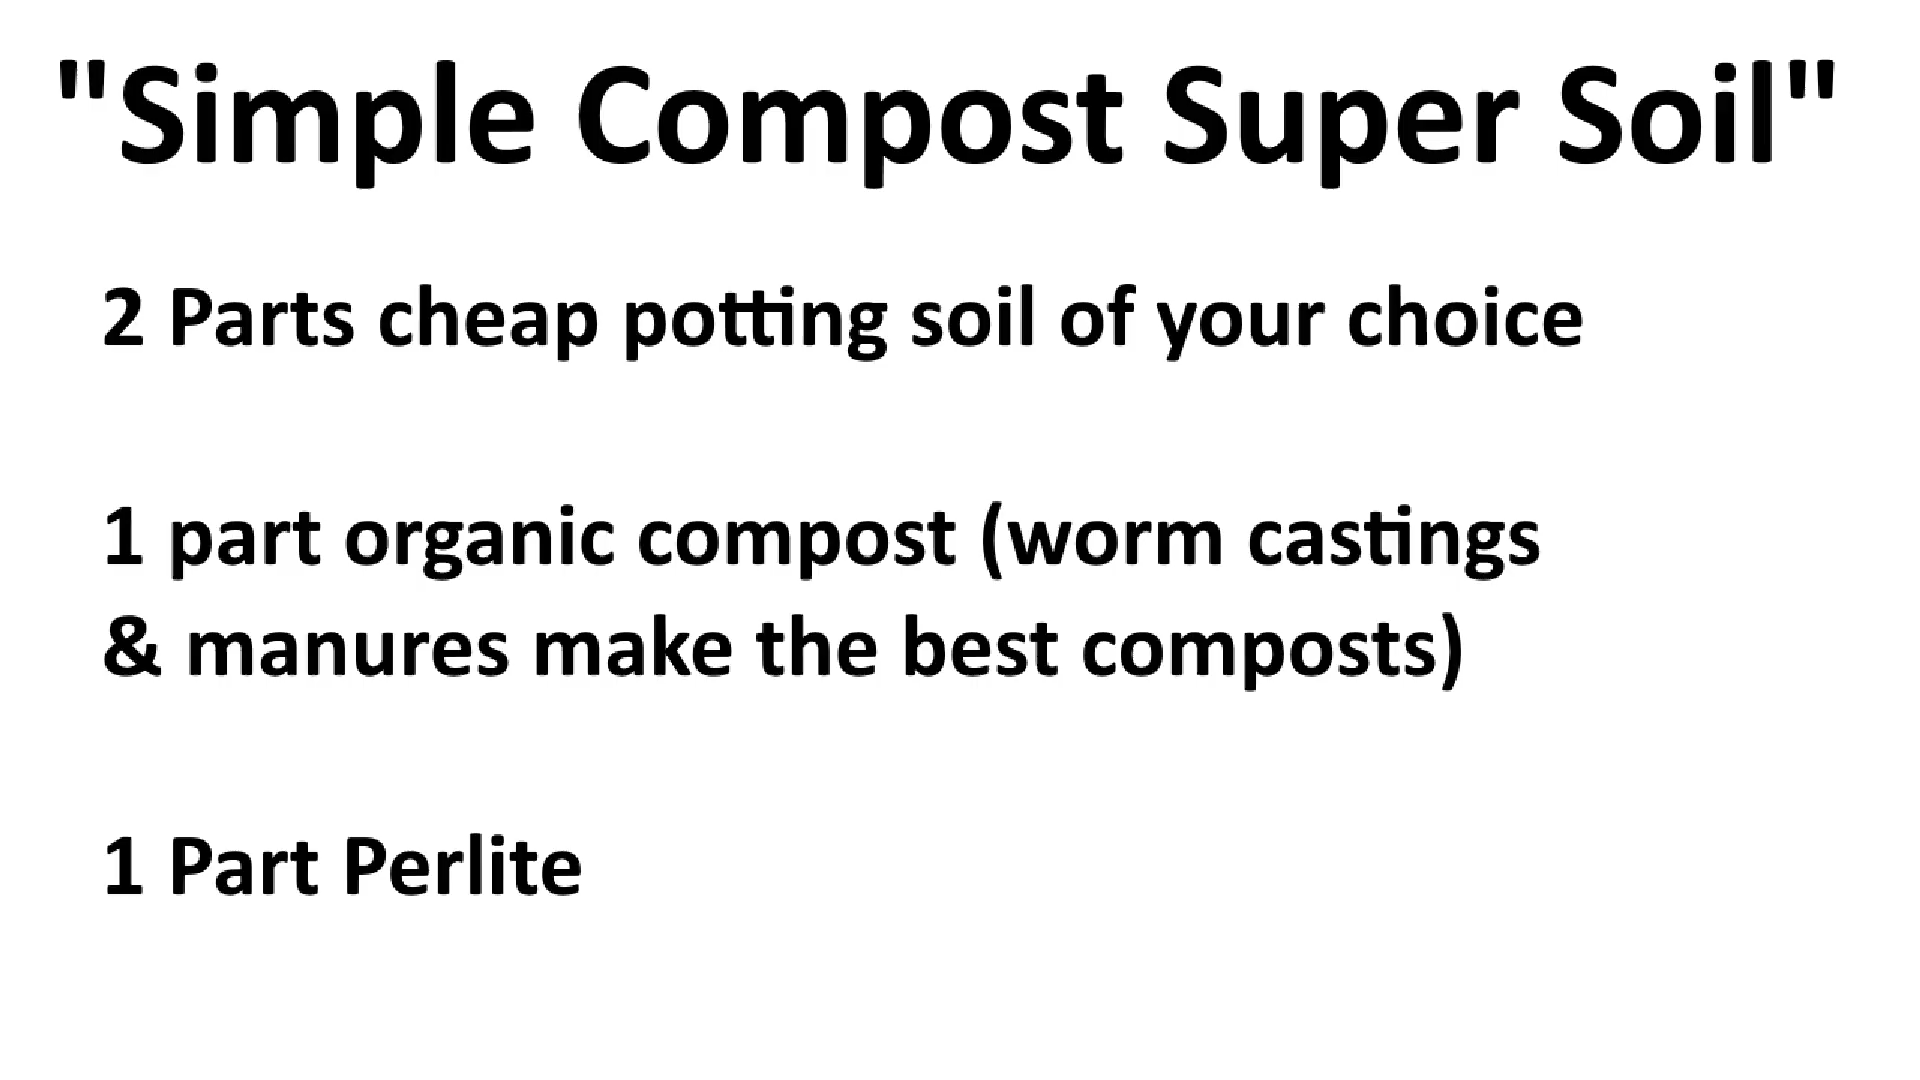 "Simple Compost Super Soil"
2 Parts cheap potting soil of your choice
1 part organic compost (worm castings
& manures make the best composts)
1 Part Perlite